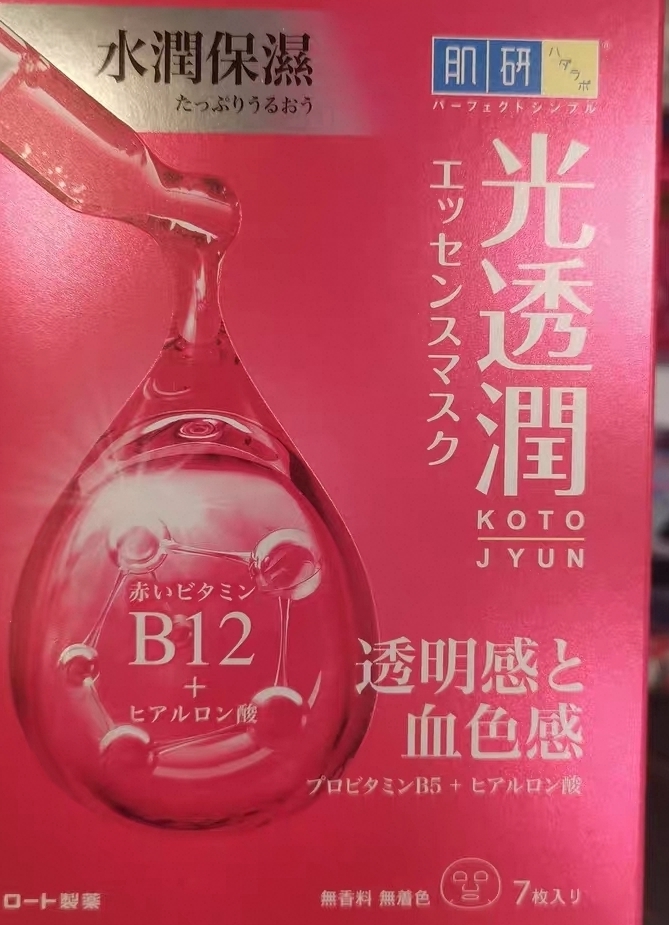 水潤保濕
たっぷりうるおう
肌研
ハダラボ
パーフェクトシンプル
光透潤
エッセンスマスク
KOTO
JYUN
赤いビタミン
B12
+
ヒアルロン酸
透明感と
血色感
プロビタミンB5 + ヒアルロン酸
ロート製薬
無香料 無着色
7枚入り